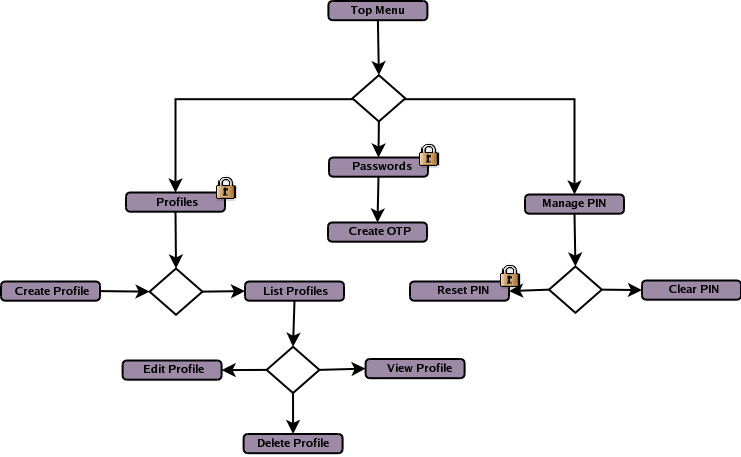 Top Menu
Passwords
Profiles
Manage PIN
Create OTP
Create Profile
List Profiles
Reset PIN
Clear PIN
Edit Profile
View Profile
Delete Profile